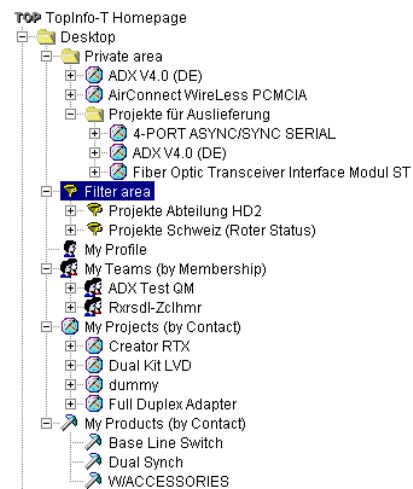 TOP TopInfo-T Homepage
Desktop
Private area
ADX V4.0 (DE)
AirConnect WireLess PCMCIA
Projekte für Auslieferung
4-PORT ASYNC/SYNC SERIAL
ADX V4.0 (DE)
Fiber Optic Transceiver Interface Modul ST
Filter area
Projekte Abteilung HD2
Projekte Schweiz (Roter Status)
My Profile
My Teams (by Membership)
ADX Test QM
Rxrsdl-Zclhmr
My Projects (by Contact)
Creator RTX
Dual Kit LVD
dummy
Full Duplex Adapter
My Products (by Contact)
Base Line Switch
Dual Synch
W/ACCESSORIES